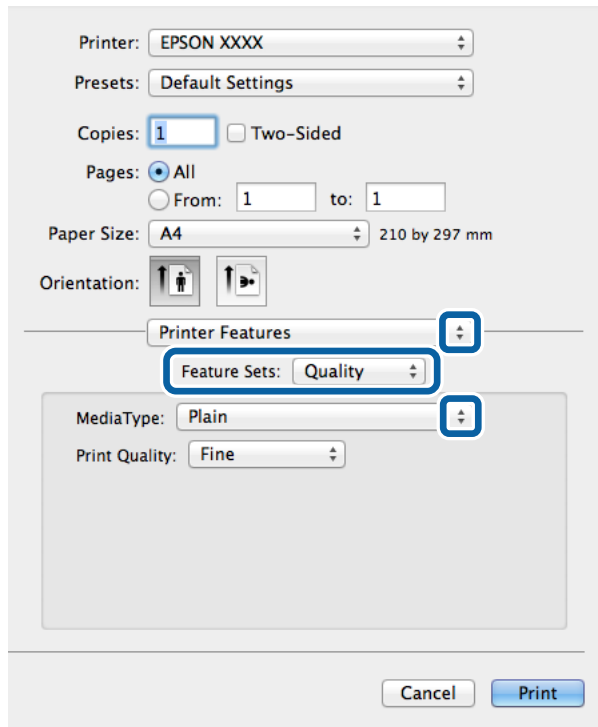 Printer: EPSON XXXX
Presets: Default Settings
Copies: 1 Two-Sided
Pages: All
From: 1 to: 1
Paper Size: A4 210 by 297 mm
Orientation:
Printer Features
Feature Sets: Quality
MediaType: Plain
Print Quality: Fine
Cancel Print